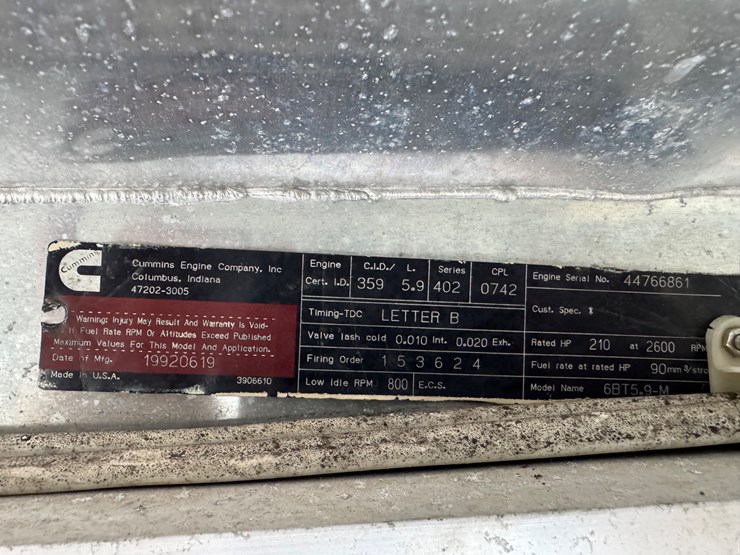 Cummins
Cummins Engine Company, Inc
Columbus, Indiana
47202-3005
Warning: Injury May Result And Warranty Is Void
If Fuel Rate RPM Or Altitudes Exceed Published
Maximum Values For This Model And Application.
Date of Mfg. 19920619
Made In U.S.A. 3906610
Engine C.I.D./ L. Series CPL
Cert. I.D. 359 5.9 402 0742
Timing-TDC LETTER B
Valve lash cold 0.010 Int. 0.020 Exh.
Firing Order 1 5 3 6 2 4
Low Idle RPM 800 E.C.S.
Engine Serial No. 44766861
Cust. Spec. #
Rated HP 210 at 2600 RPM
Fuel rate at rated HP 90 mm³/stro
Model Name 6BT5.9-M